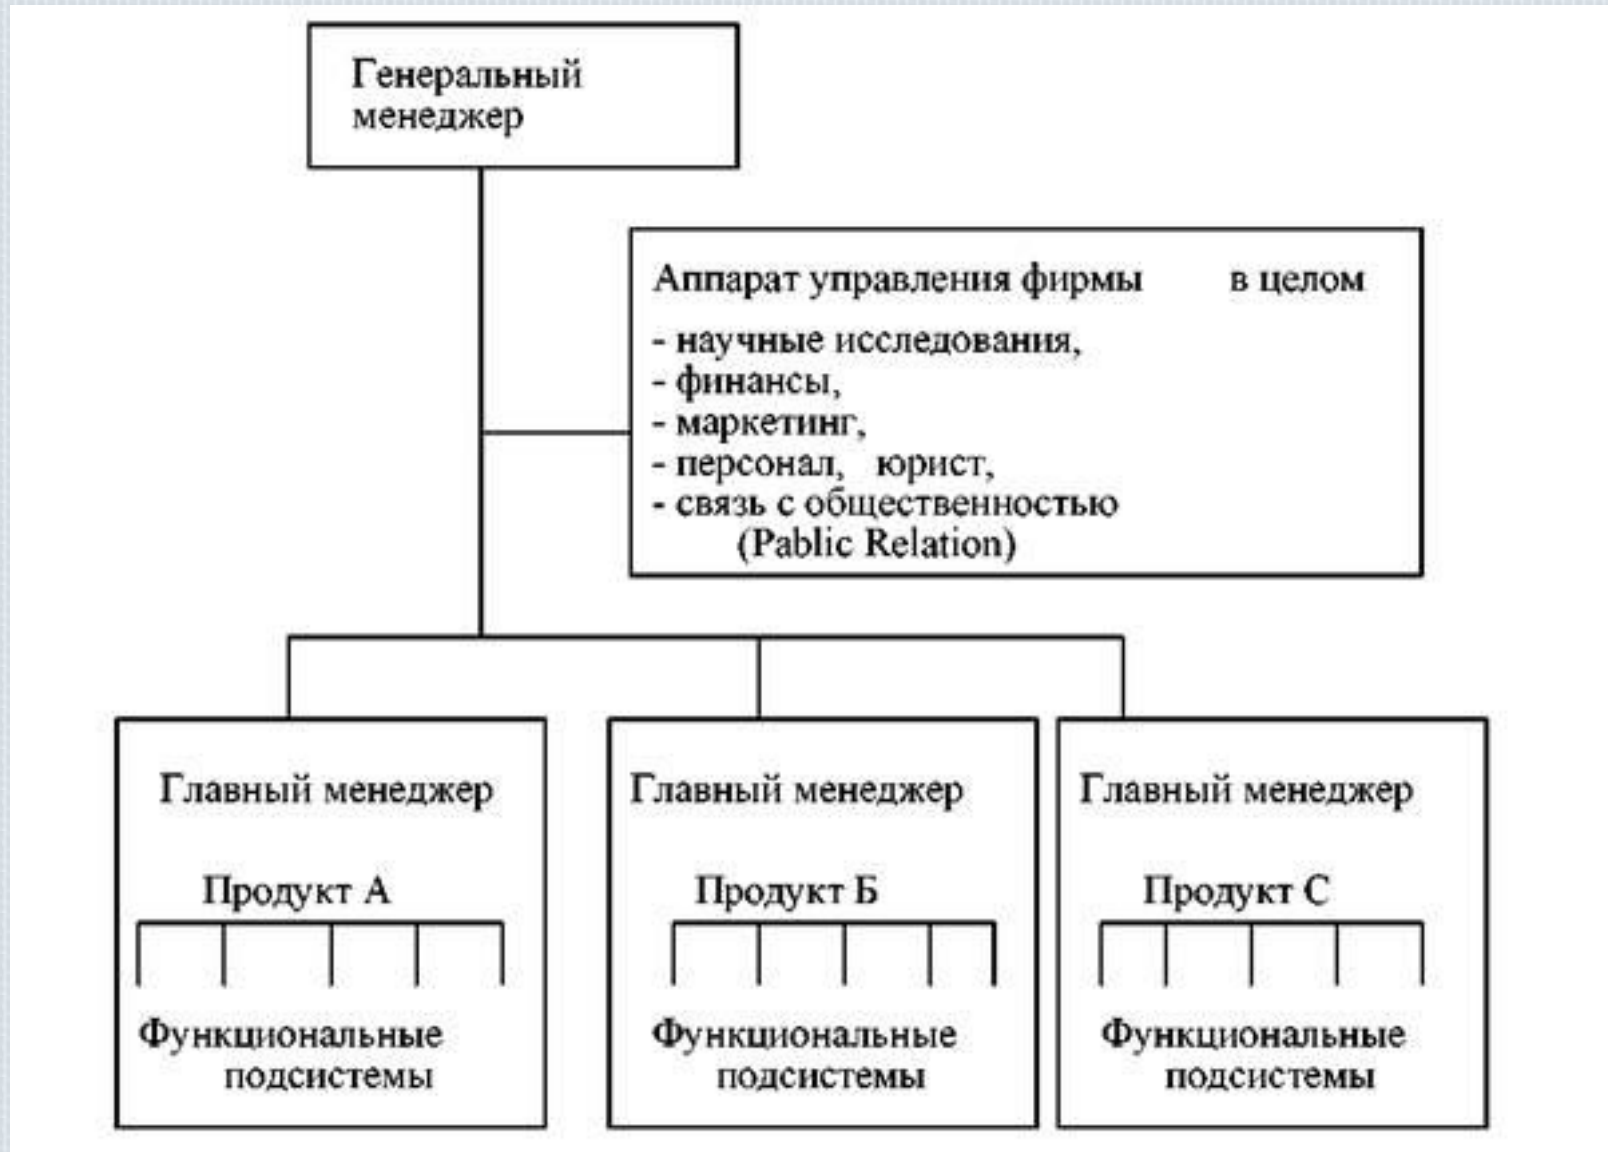 Генеральный
менеджер
Аппарат управления фирмы в целом
- научные исследования,
- финансы,
- маркетинг,
- персонал, юрист,
- связь с общественностью
(Pablic Relation)
Главный менеджер
Продукт А
Функциональные
подсистемы
Главный менеджер
Продукт Б
Функциональные
подсистемы
Главный менеджер
Продукт С
Функциональные
подсистемы